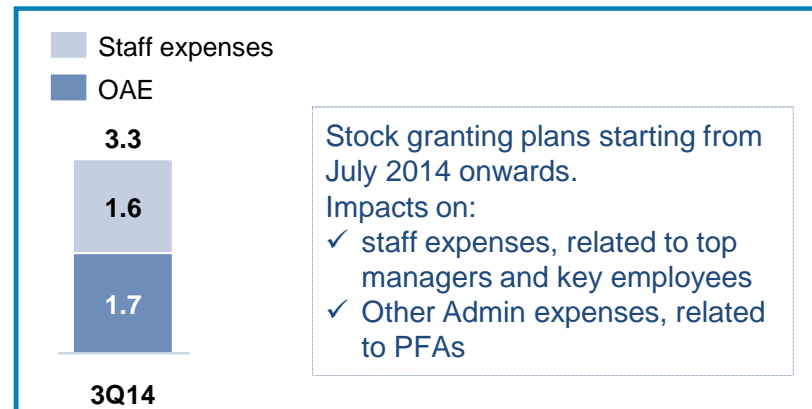 Staff expenses
OAE
3.3
1.6
1.7
3Q14
Stock granting plans starting from
July 2014 onwards.
Impacts on:
✓ staff expenses, related to top
managers and key employees
✓ Other Admin expenses, related
to PFAs